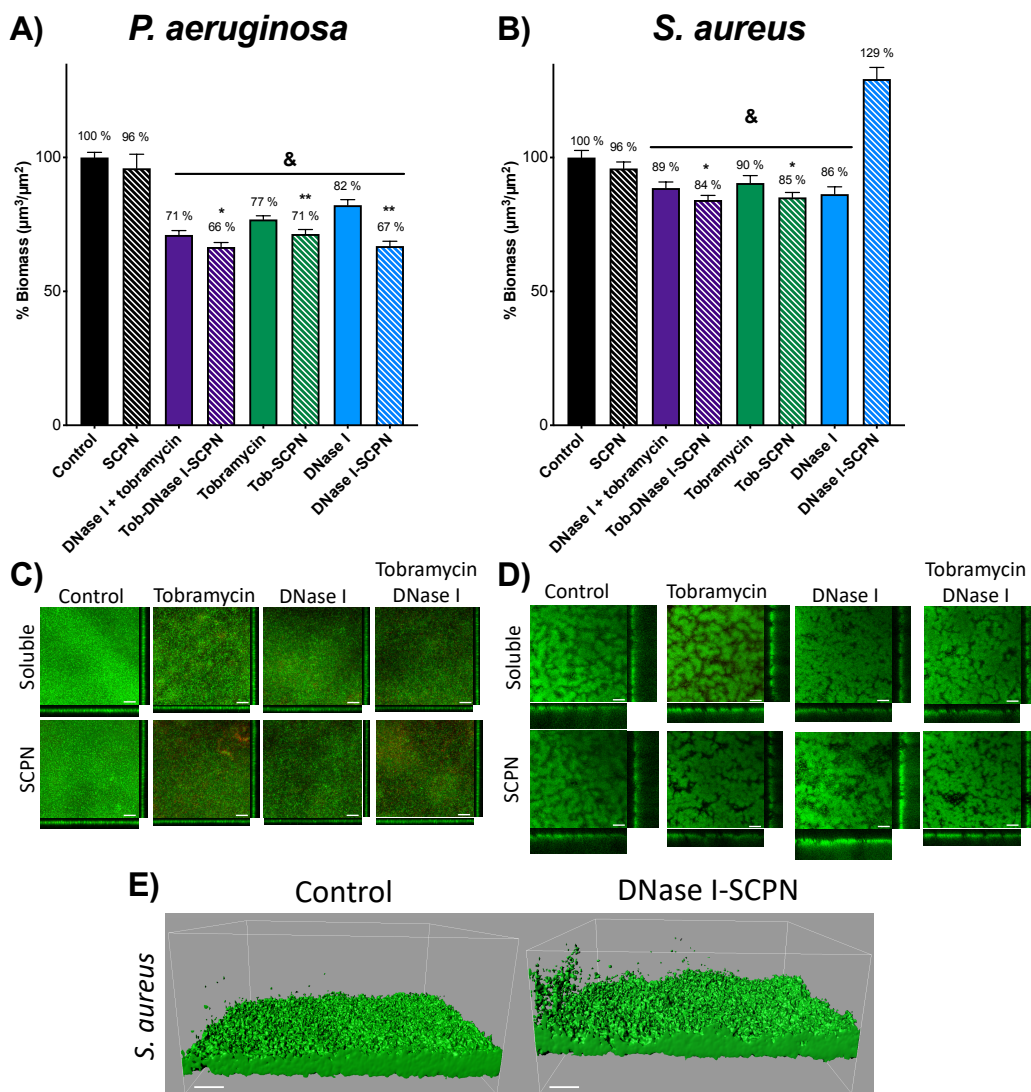 A) P. aeruginosa
% Biomass (µm³/µm²)
100
50
0
100 %
96 %
&
71 %
*
66 %
77 %
**
71 %
82 %
**
67 %
Control
SCPN
DNase I + tobramycin
Tob-DNase I-SCPN
Tobramycin
Tob-SCPN
DNase I
DNase I-SCPN
B) S. aureus
% Biomass (µm³/µm²)
100
50
0
100 %
96 %
&
89 %
*
84 %
90 %
*
85 %
86 %
129 %
Control
SCPN
DNase I + tobramycin
Tob-DNase I-SCPN
Tobramycin
Tob-SCPN
DNase I
DNase I-SCPN
C)
Control
Tobramycin
DNase I
Tobramycin
DNase I
Soluble
SCPN
D)
Control
Tobramycin
DNase I
Tobramycin
DNase I
Soluble
SCPN
E)
Control
DNase I-SCPN
S. aureus